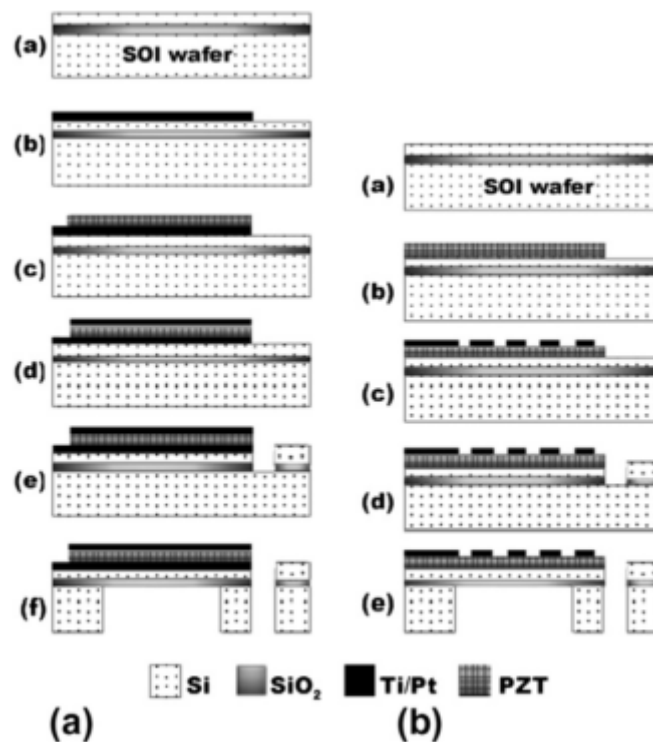 (a)
SOI wafer
(b)
(c)
(d)
(e)
(f)
(a)
SOI wafer
(b)
(c)
(d)
(e)
Si SiO₂ Ti/Pt PZT
(a) (b)